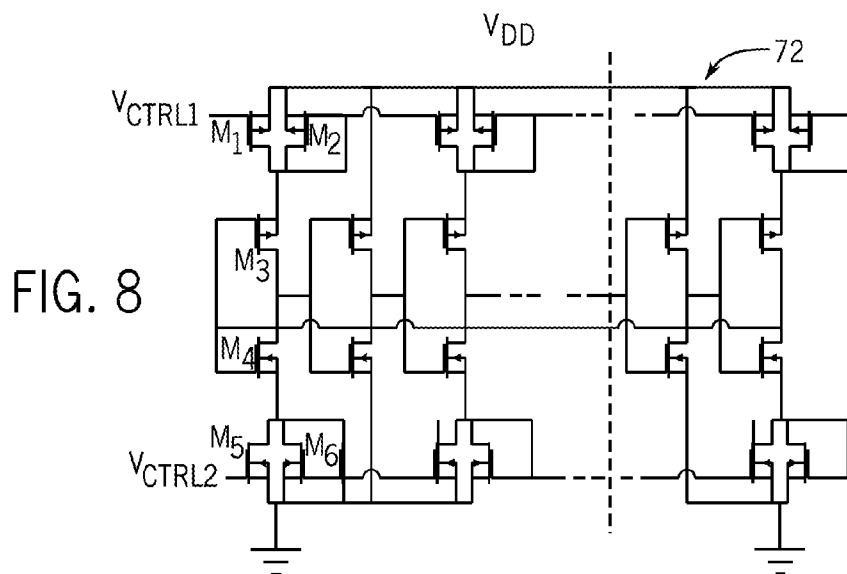 V_DD
72
V_CTRL1
M_1 M_2
M_3
FIG. 8
M_4
M_5 M_6
V_CTRL2